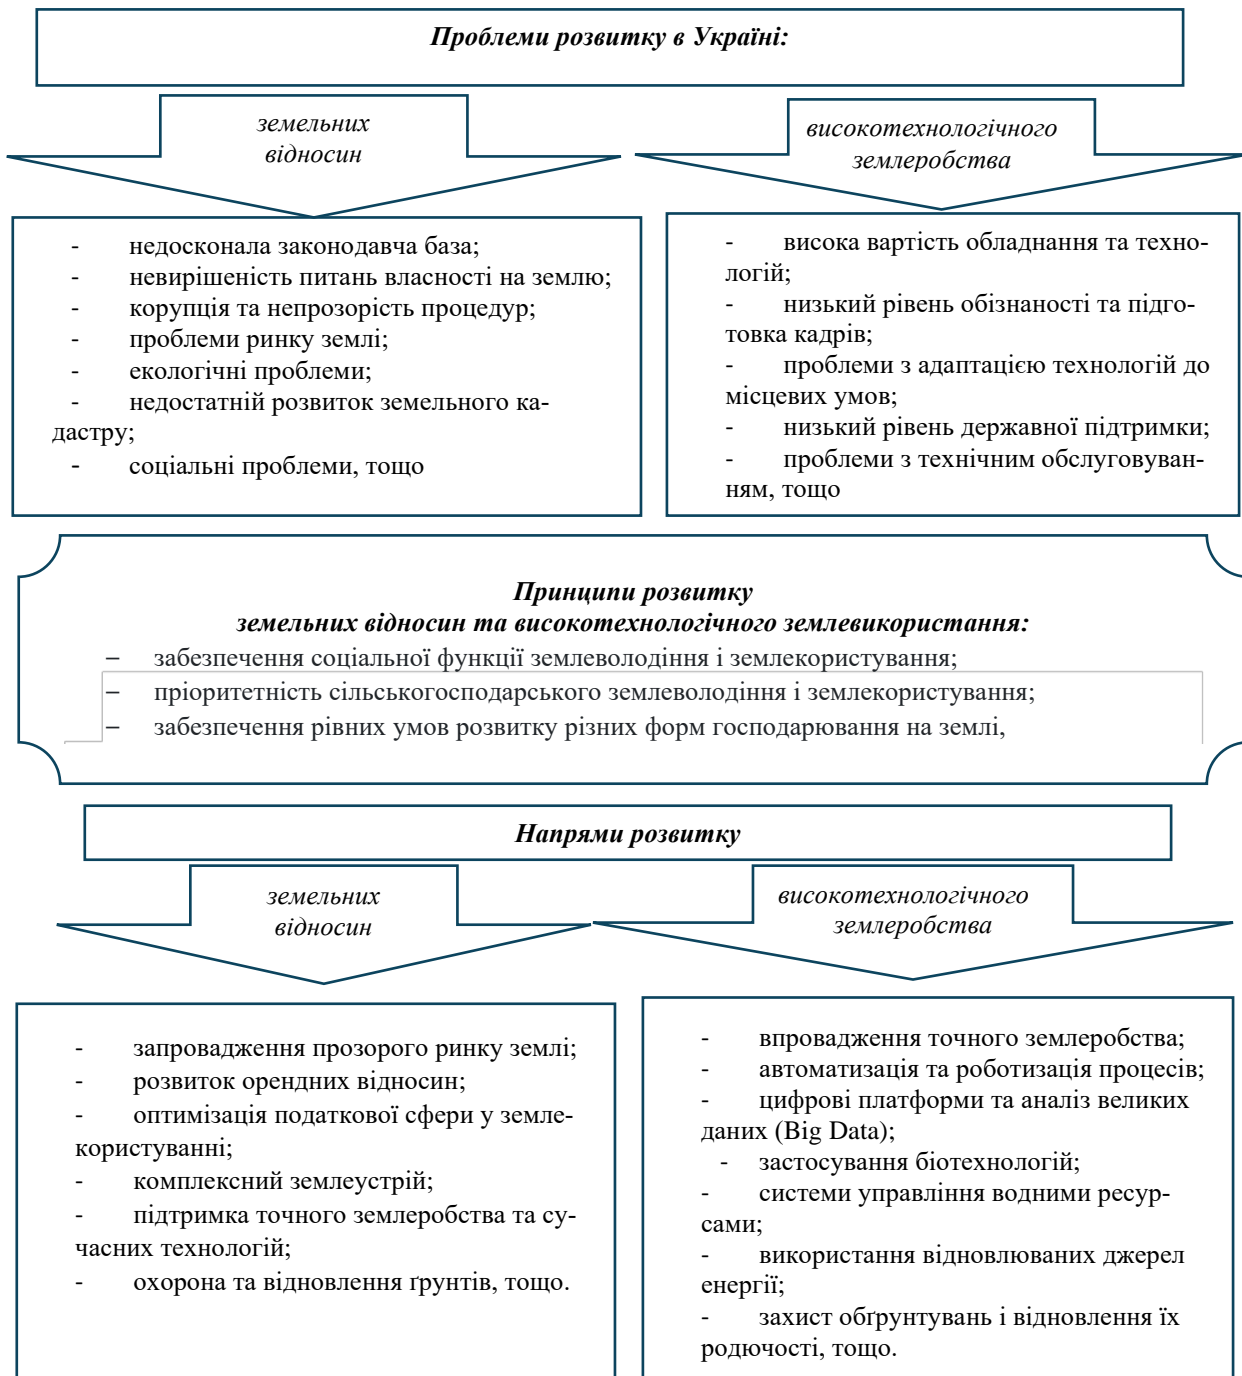 Проблеми розвитку в Україні:
земельних
відносин
високотехнологічного
землеробства
- недосконала законодавча база;
- невирішеність питань власності на землю;
- корупція та непрозорість процедур;
- проблеми ринку землі;
- екологічні проблеми;
- недостатній розвиток земельного ка-
дастру;
- соціальні проблеми, тощо
- висока вартість обладнання та техно-
логій;
- низький рівень обізнаності та підго-
товка кадрів;
- проблеми з адаптацією технологій до
місцевих умов;
- низький рівень державної підтримки;
- проблеми з технічним обслуговуван-
ням, тощо
Принципи розвитку
земельних відносин та високотехнологічного землевикористання:
– забезпечення соціальної функції землеволодіння і землекористування;
– пріоритетність сільськогосподарського землеволодіння і землекористування;
– забезпечення рівних умов розвитку різних форм господарювання на землі,
Напрями розвитку
земельних
відносин
високотехнологічного
землеробства
- запровадження прозорого ринку землі;
- розвиток орендних відносин;
- оптимізація податкової сфери у земле-
користуванні;
- комплексний землеустрій;
- підтримка точного землеробства та су-
часних технологій;
- охорона та відновлення ґрунтів, тощо.
- впровадження точного землеробства;
- автоматизація та роботизація процесів;
- цифрові платформи та аналіз великих
даних (Big Data);
- застосування біотехнологій;
- системи управління водними ресур-
сами;
- використання відновлюваних джерел
енергії;
- захист обґрунтувань і відновлення їх
родючості, тощо.